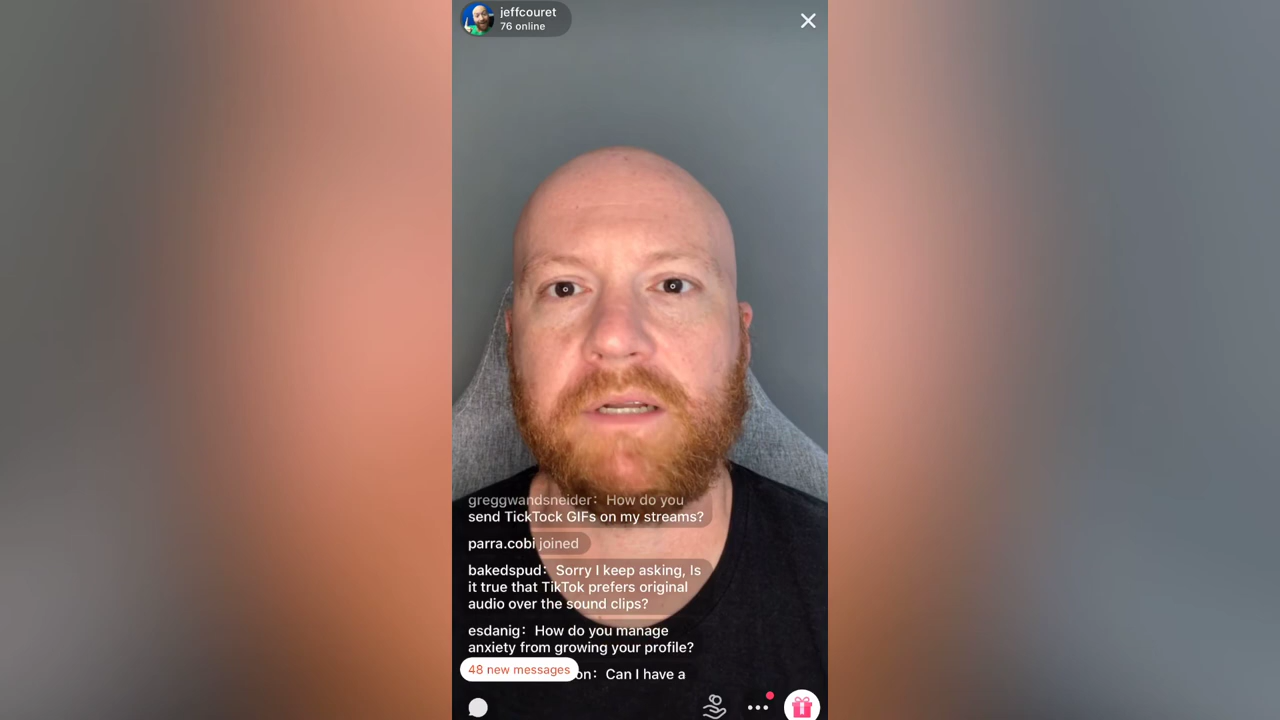 jeffcouret
76 online
greggwandsneider: How do you
send TickTock GIFs on my streams?
parra.cobi joined
bakedspud: Sorry I keep asking, Is
it true that TikTok prefers original
audio over the sound clips?
esdanig: How do you manage
anxiety from growing your profile?
48 new messages
on: Can I have a